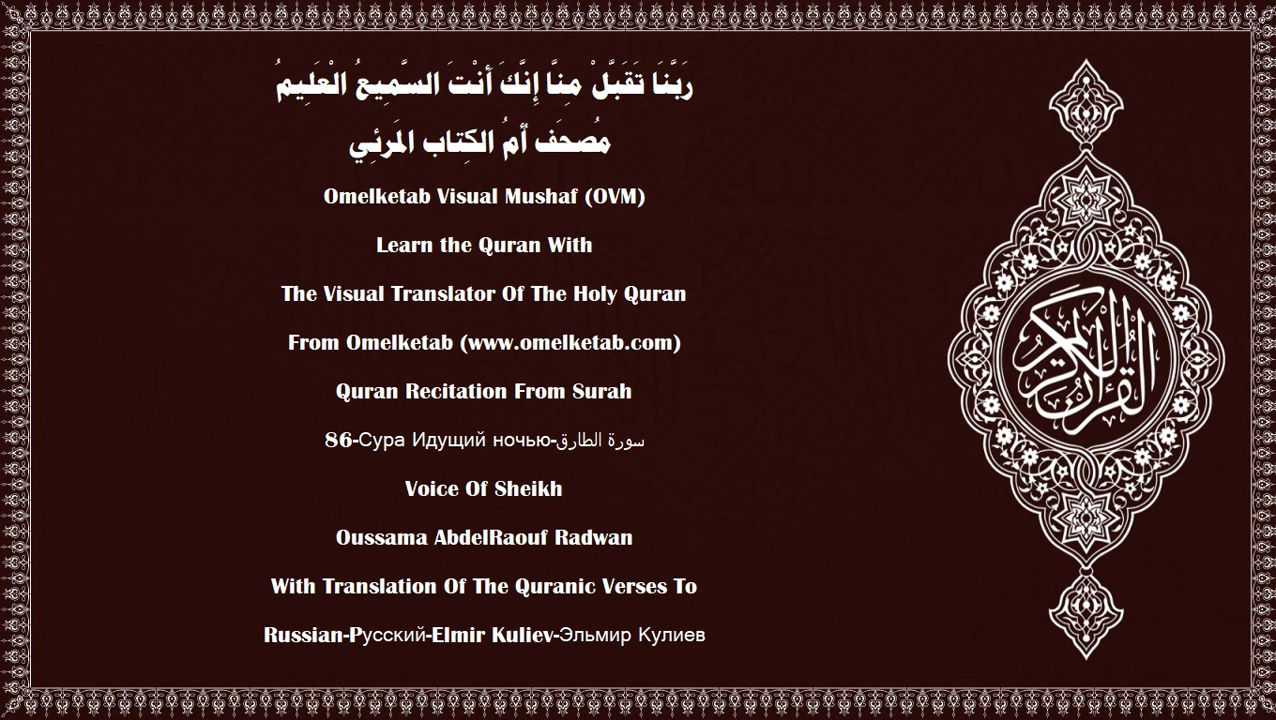 رَبَّنَا تَقَبَّلْ مِنَّا إِنَّكَ أَنْتَ السَّمِيعُ الْعَلِيمُ
مُصحَف أمُ الكِتاب المَرئِي
Omelketab Visual Mushaf (OVM)
Learn the Quran With
The Visual Translator Of The Holy Quran
From Omelketab (www.omelketab.com)
Quran Recitation From Surah
86-Сура Идущий ночью-سورة الطارق
Voice Of Sheikh
Oussama AbdelRaouf Radwan
With Translation Of The Quranic Verses To
Russian-Русский-Elmir Kuliev-Эльмир Кулиев
القرآن الكريم